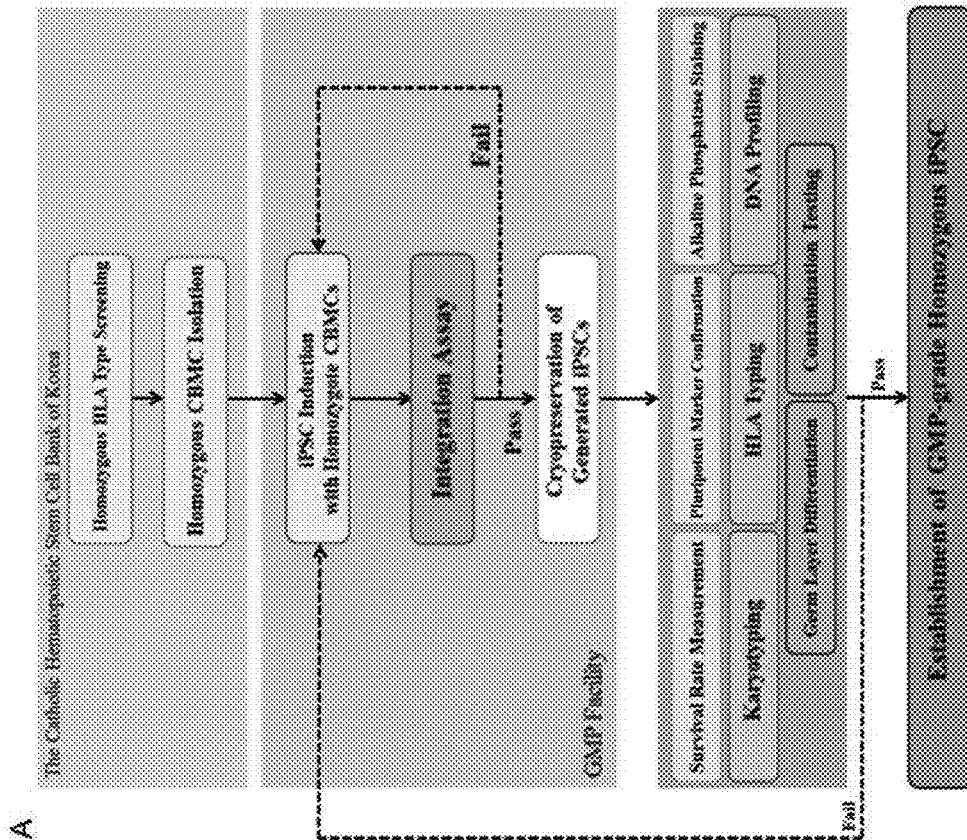 A
The Catholic Hematopoietic Stem Cell Bank of Korea
Homozygous HLA Type Screening
Homozygous CBMC Isolation
iPSC Induction
with Homozygote CBMCs
Integration Assay
Fail
Pass
Cryopreservation of
Generated iPSCs
GMP Facility
Survival Rate Measurement
Pluripotent Marker Confirmation
Alkaline Phosphatase Staining
Karyotyping
HLA Typing
DNA Profiling
Germ Layer Differentiation
Contamination Testing
Fail
Pass
Establishment of GMP-grade Homozygous iPSC